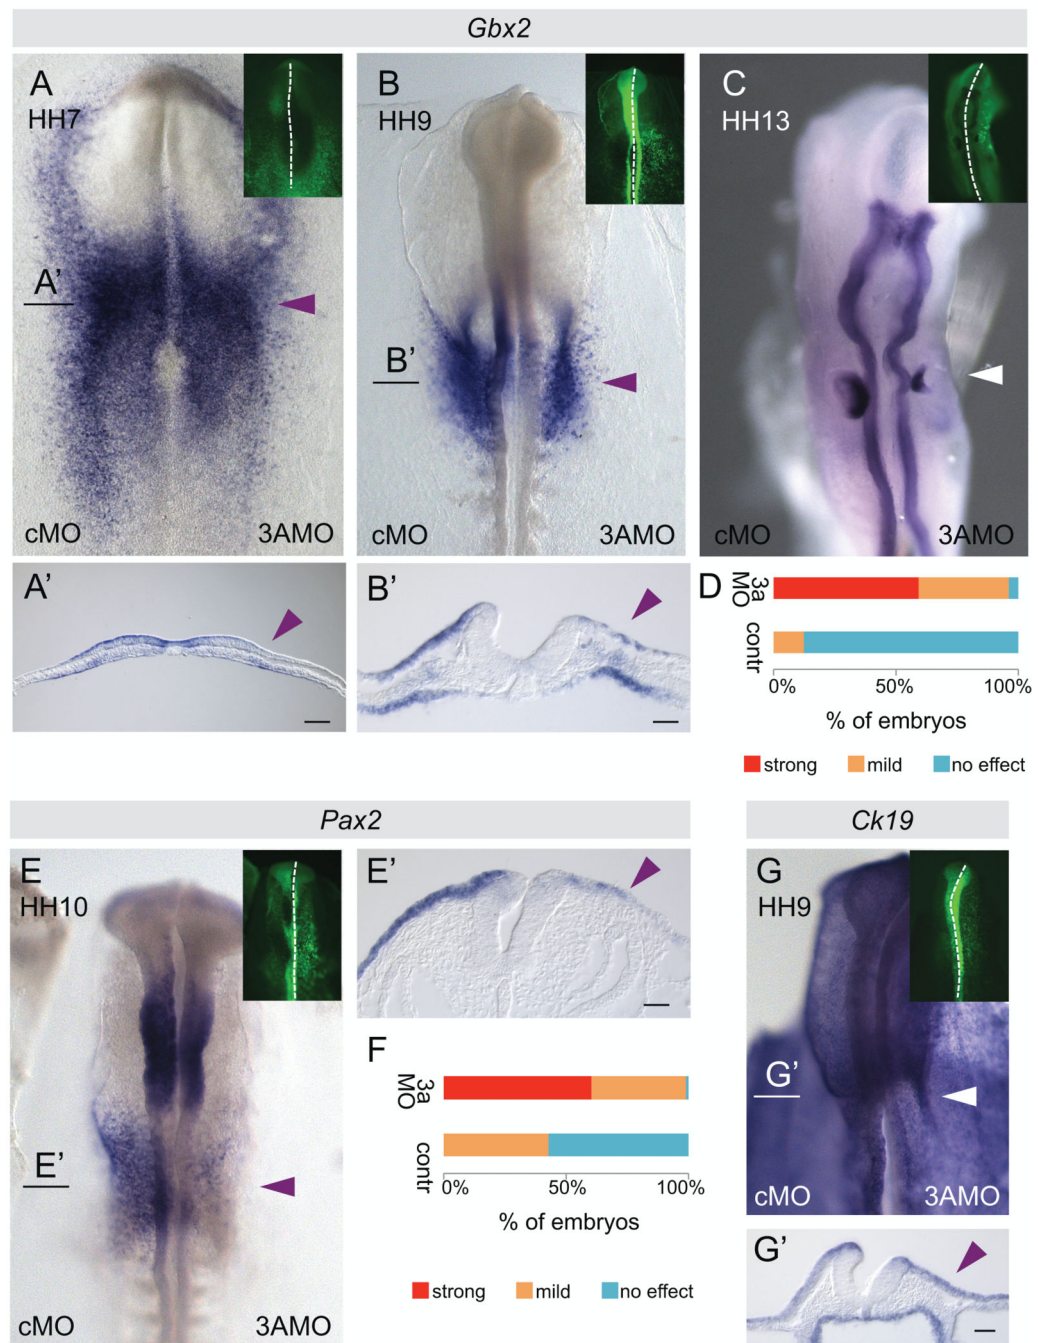 Gbx2
A
HH7
A'
cMO
3AMO
B
HH9
B'
cMO
3AMO
C
HH13
cMO
3AMO
A'
B'
D
3a
MO
contr
0%
50%
100%
% of embryos
strong
mild
no effect
Pax2
E
HH10
E'
cMO
3AMO
E'
F
3a
MO
contr
0%
50%
100%
% of embryos
strong
mild
no effect
Ck19
G
HH9
G'
cMO
3AMO
G'